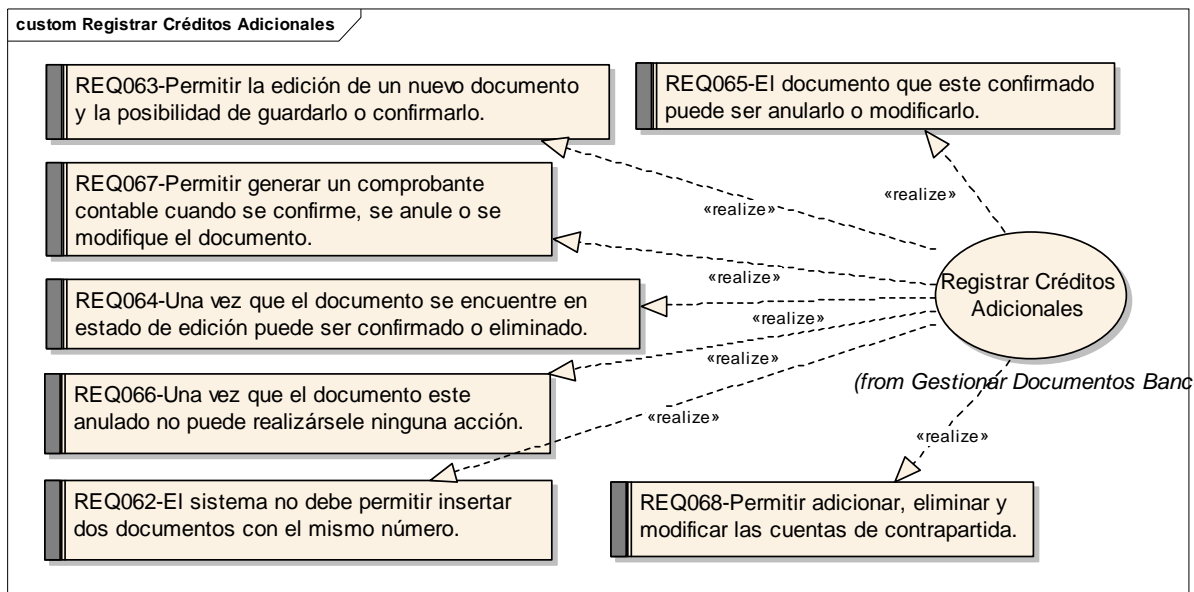 custom Registrar Créditos Adicionales
REQ063-Permitir la edición de un nuevo documento
y la posibilidad de guardarlo o confirmarlo.
REQ065-El documento que este confirmado
puede ser anularlo o modificarlo.
REQ067-Permitir generar un comprobante
contable cuando se confirme, se anule o se
modifique el documento.
«realize»
«realize»
«realize»
REQ064-Una vez que el documento se encuentre en
estado de edición puede ser confirmado o eliminado.
«realize»
Registrar Créditos
Adicionales
«realize»
REQ066-Una vez que el documento este
anulado no puede realizársele ninguna acción.
«realize»
(from Gestionar Documentos Banc
«realize»
REQ062-El sistema no debe permitir insertar
dos documentos con el mismo número.
REQ068-Permitir adicionar, eliminar y
modificar las cuentas de contrapartida.